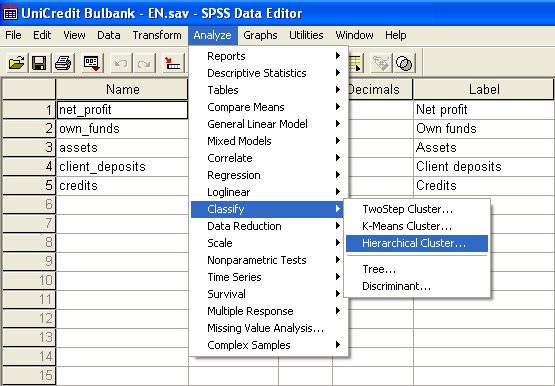 UniCredit Bulbank - EN.sav - SPSS Data Editor
File Edit View Data Transform Analyze Graphs Utilities Window Help
Name Decimals Label
1 net_profit Net profit
2 own_funds Own funds
3 assets Assets
4 client_deposits Client deposits
5 credits Credits
6
7
8
9
10
11
12
13
14
15
Reports
Descriptive Statistics
Tables
Compare Means
General Linear Model
Mixed Models
Correlate
Regression
Loglinear
Classify
Data Reduction
Scale
Nonparametric Tests
Time Series
Survival
Multiple Response
Missing Value Analysis...
Complex Samples
TwoStep Cluster...
K-Means Cluster...
Hierarchical Cluster...
Tree...
Discriminant...